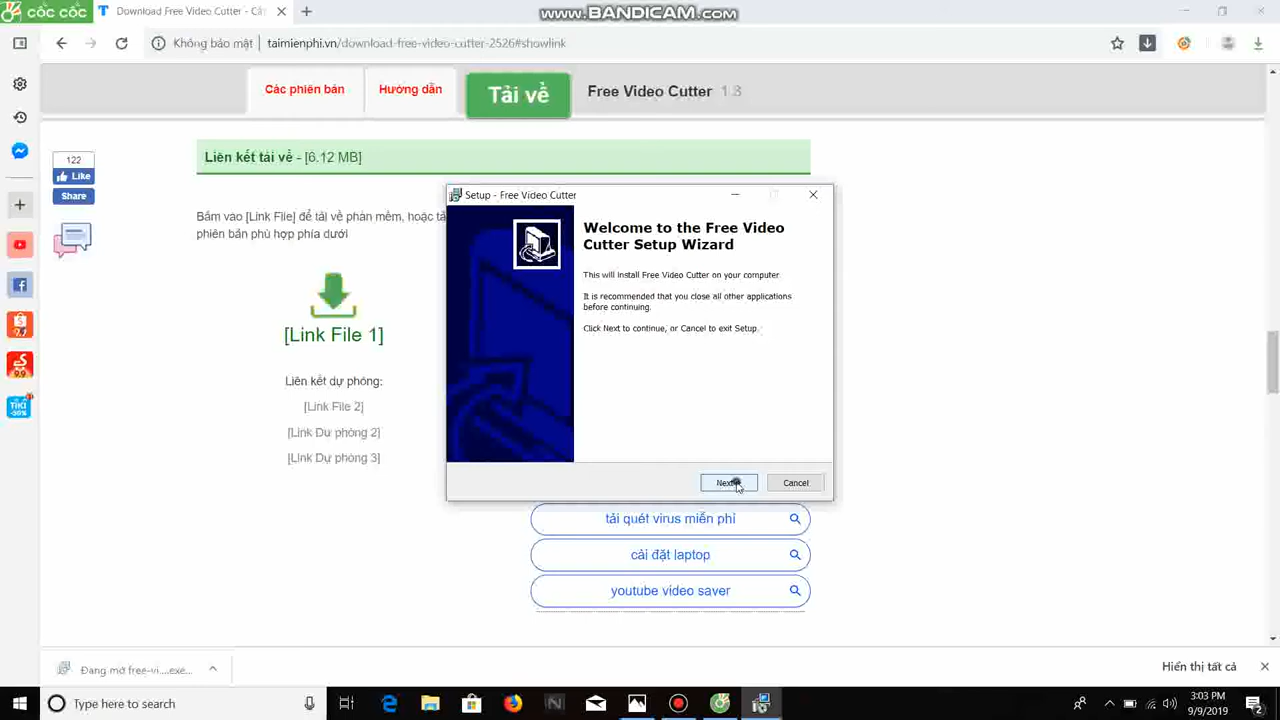 cốc cốc
Download Free Video Cutter - Cắt
www.BANDICAM.com
Không bảo mật
taimienphi.vn/download-free-video-cutter-2526#showlink
Các phiên bản
Hướng dẫn
Tải về
Free Video Cutter 1.3
Liên kết tải về - [6.12 MB]
122
Like
Share
Bấm vào [Link File] để tải về phần mềm, hoặc tả
phiên bản phù hợp phía dưới
[Link File 1]
Liên kết dự phòng:
[Link File 2]
[Link Dự phòng 2]
[Link Dự phòng 3]
Setup - Free Video Cutter
Welcome to the Free Video
Cutter Setup Wizard
This will install Free Video Cutter on your computer.
It is recommended that you close all other applications
before continuing.
Click Next to continue, or Cancel to exit Setup.
Next
Cancel
tải quét virus miễn phí
cải đặt laptop
youtube video saver
9.9
TIKI
Đang mở free-vi....exe...
Hiển thị tất cả
Type here to search
3:03 PM
9/9/2019
2